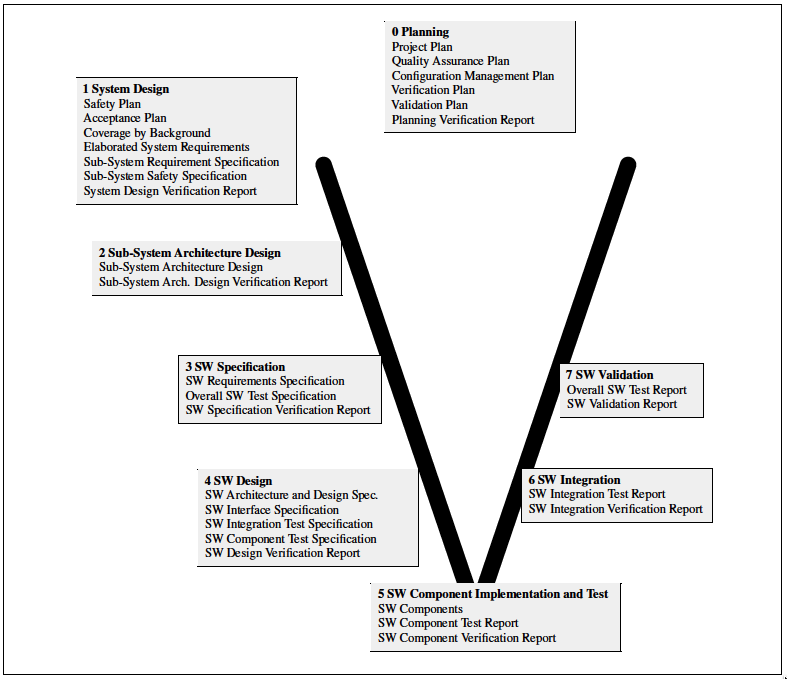 0 Planning
Project Plan
Quality Assurance Plan
Configuration Management Plan
Verification Plan
Validation Plan
Planning Verification Report
1 System Design
Safety Plan
Acceptance Plan
Coverage by Background
Elaborated System Requirements
Sub-System Requirement Specification
Sub-System Safety Specification
System Design Verification Report
2 Sub-System Architecture Design
Sub-System Architecture Design
Sub-System Arch. Design Verification Report
3 SW Specification
SW Requirements Specification
Overall SW Test Specification
SW Specification Verification Report
4 SW Design
SW Architecture and Design Spec.
SW Interface Specification
SW Integration Test Specification
SW Component Test Specification
SW Design Verification Report
5 SW Component Implementation and Test
SW Components
SW Component Test Report
SW Component Verification Report
6 SW Integration
SW Integration Test Report
SW Integration Verification Report
7 SW Validation
Overall SW Test Report
SW Validation Report